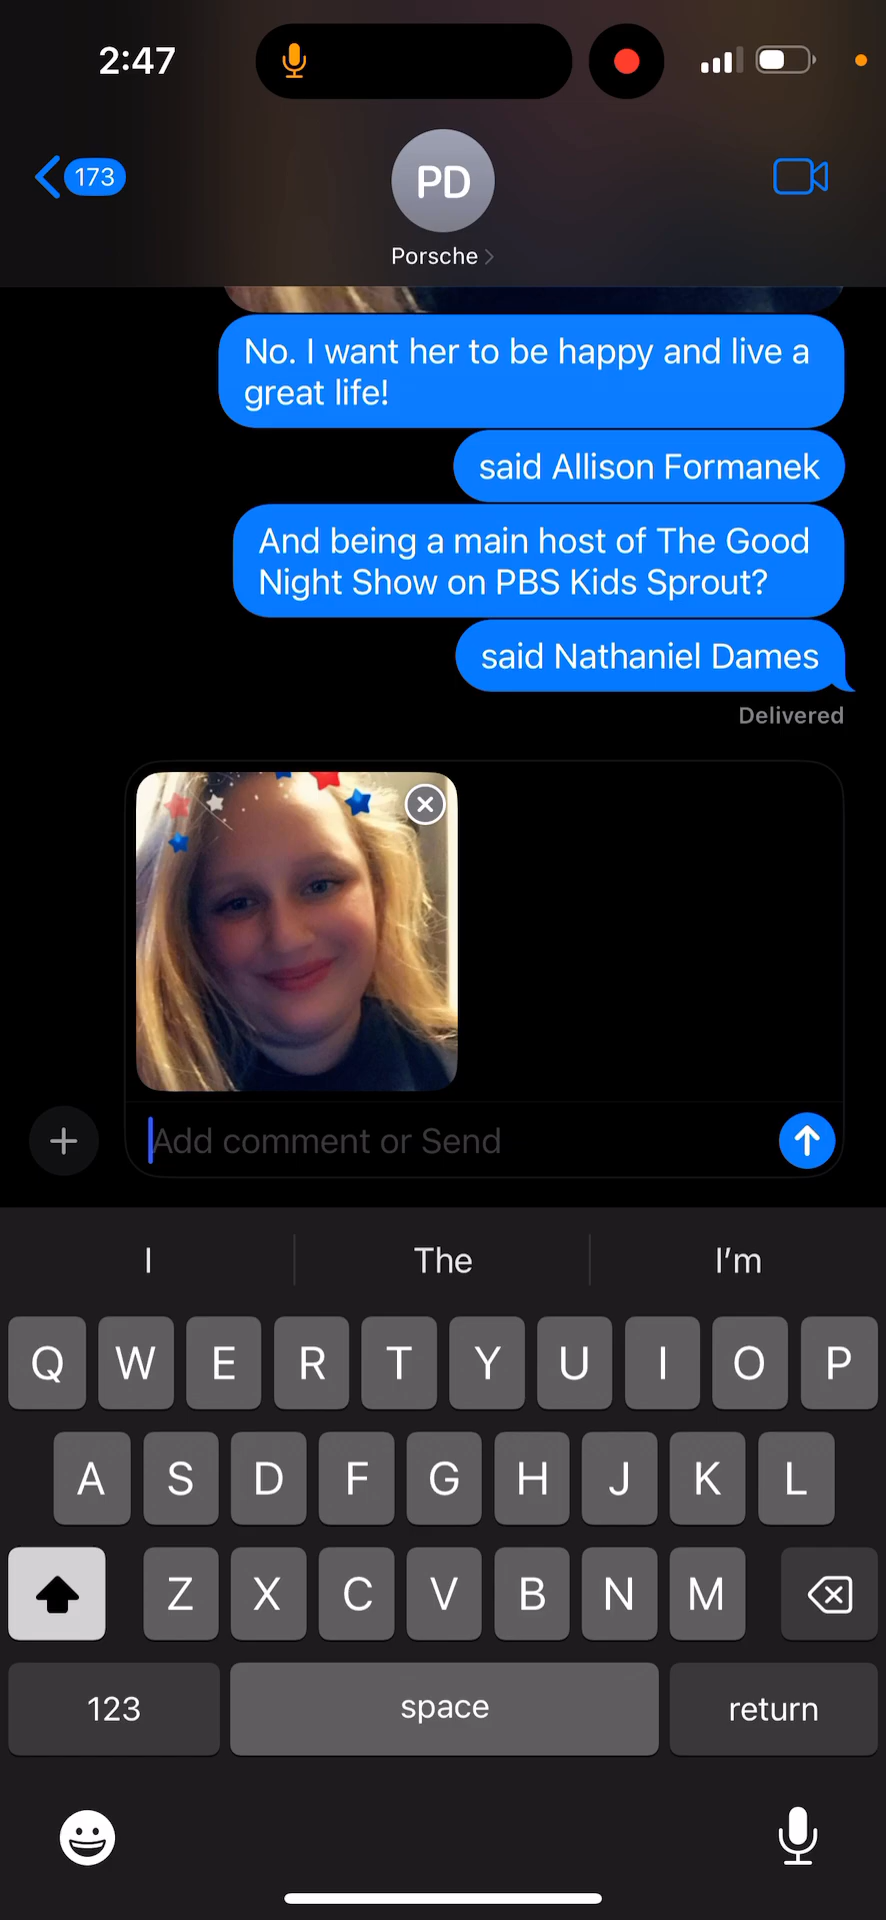 2:47
173
PD
Porsche
No. I want her to be happy and live a
great life!
said Allison Formanek
And being a main host of The Good
Night Show on PBS Kids Sprout?
said Nathaniel Dames
Delivered
Add comment or Send
I The I'm
Q W E R T Y U I O P
A S D F G H J K L
Z X C V B N M
123 space return